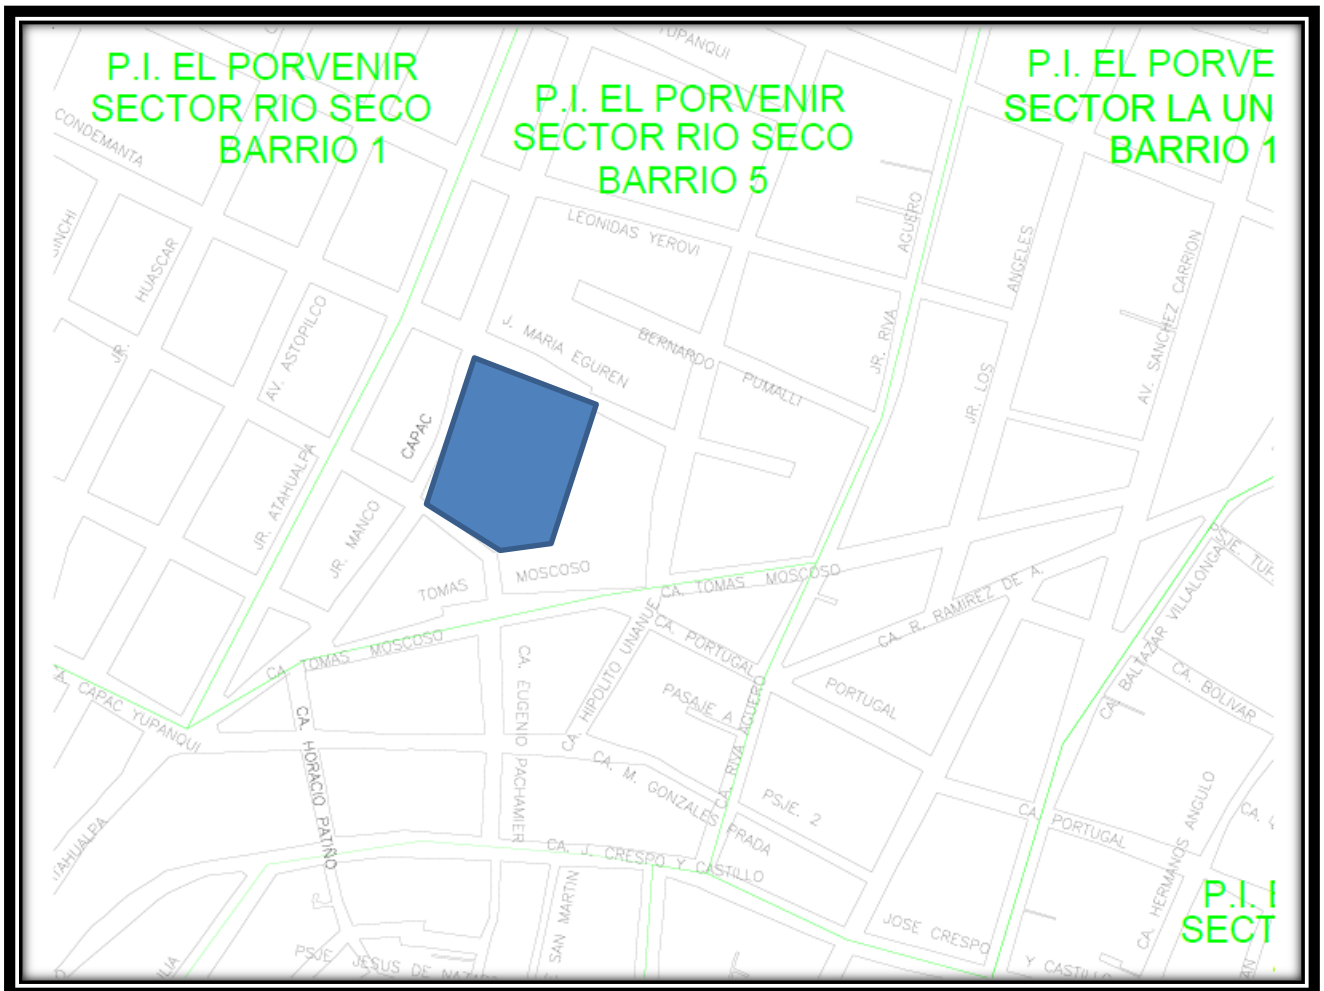 P.I. EL PORVENIR
SECTOR RIO SECO
BARRIO 1
P.I. EL PORVENIR
SECTOR RIO SECO
BARRIO 5
P.I. EL PORVE
SECTOR LA UN
BARRIO 1
YUPANQUI
CONDEMANTA
HUASCAR
JR.
AV. ASTOPILCO
LEONIDAS YEROVI
AGUERO
JR. RIVA
ANGELES
JR. LOS
AV. SANCHEZ CARRION
J. MARIA EGUREN
BERNARDO
PUMALLI
CAPAC
JR. MANCO
JR. ATAHUALPA
TOMAS MOSCOSO
CA. TOMAS MOSCOSO
CA. TOMAS MOSCOSO
CA. R. RAMIREZ DE A.
CA. BALTAZAR VILLALONGA
CA. BOLIVAR
CA. PORTUGAL
PORTUGAL
PASAJE A
CA. HIPOLITO UNANUE
CA. EUGENIO PACHAMIER
CA. RIVA AGUERO
A. CAPAC YUPANQUI
CA. HORACIO PATIÑO
CA. M. GONZALES PRADA
PSJE. 2
CA. PORTUGAL
CA. HERMANOS ANGULO
CA. J. CRESPO Y CASTILLO
SAN MARTIN
JOSE CRESPO
Y CASTILLO
PSJE JESUS DE
P.I.
SECT